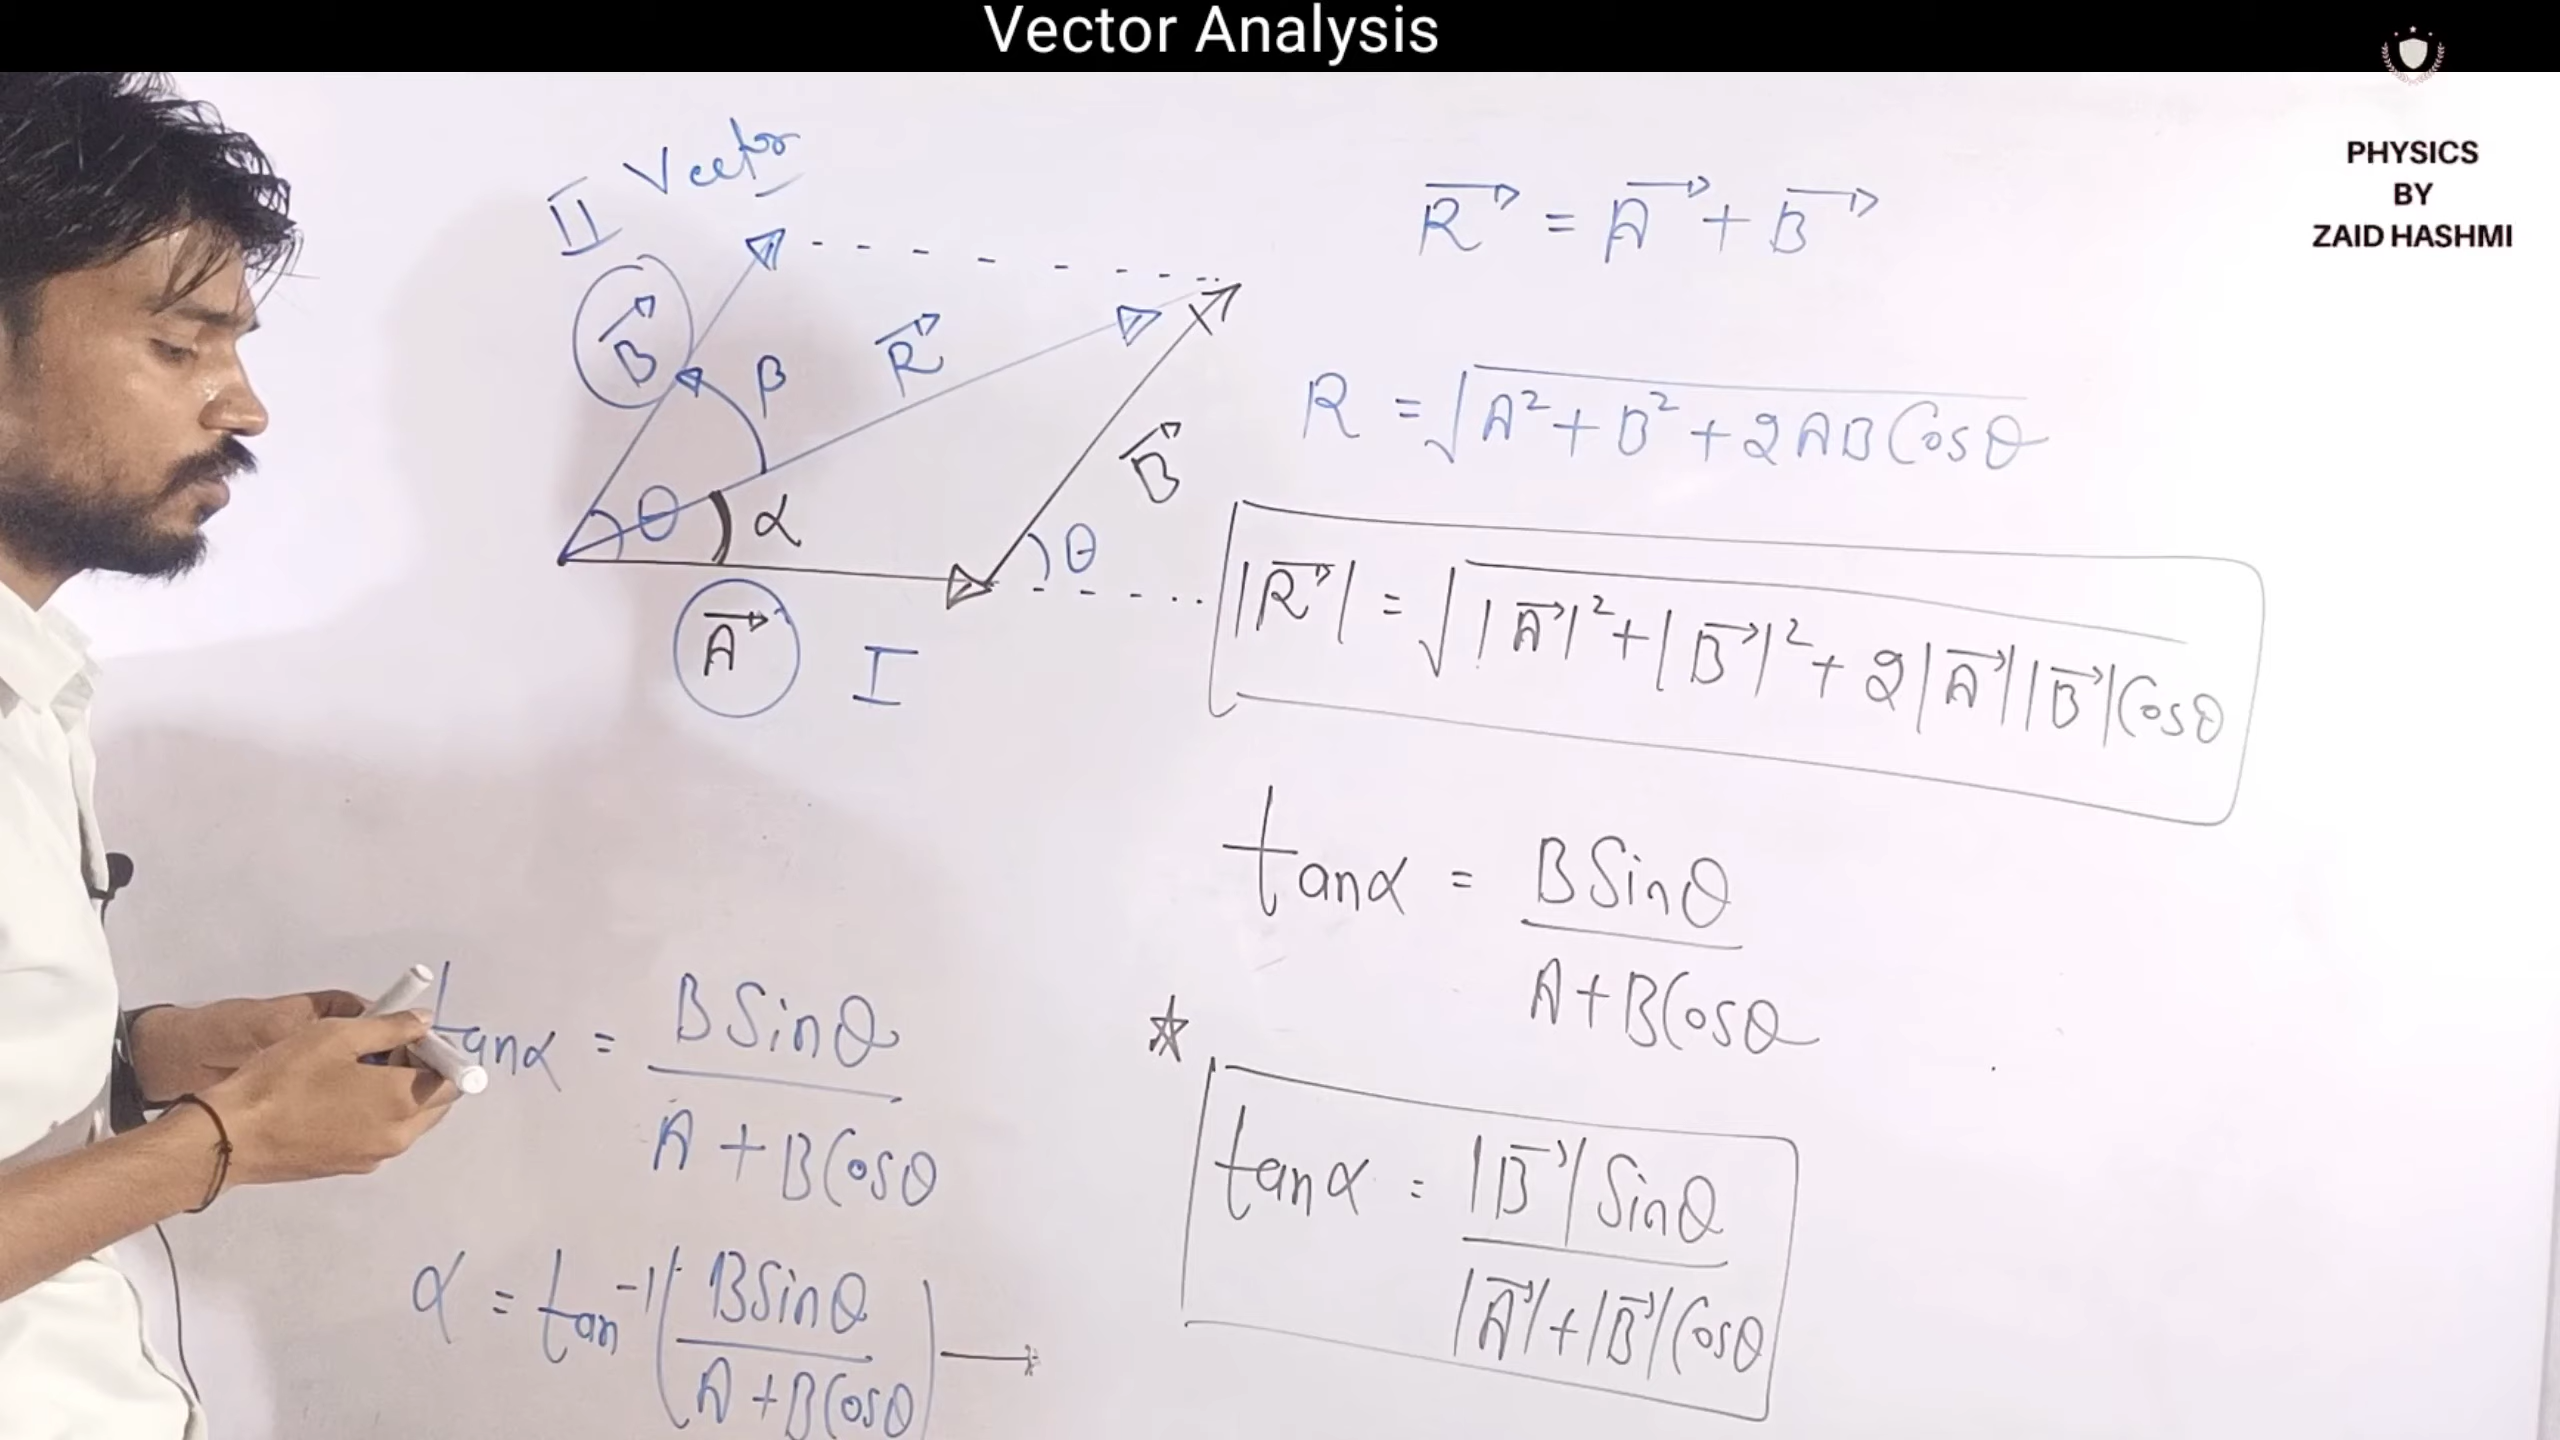 Vector Analysis
PHYSICS
BY
ZAID HASHMI
II Vector
B⃗
β
R⃗
θ
α
B⃗
θ
A⃗
I
R⃗ = A⃗ + B⃗
R = √(A² + B² + 2AB Cosθ)
|R⃗| = √(|A⃗|² + |B⃗|² + 2|A⃗||B⃗|Cosθ)
tanα = BSinθ / A + BCosθ
☆
tanα = |B⃗| Sinθ / |A⃗| + |B⃗|Cosθ
tanα = BSinθ / A + BCosθ
α = tan⁻¹(BSinθ / A + BCosθ) →